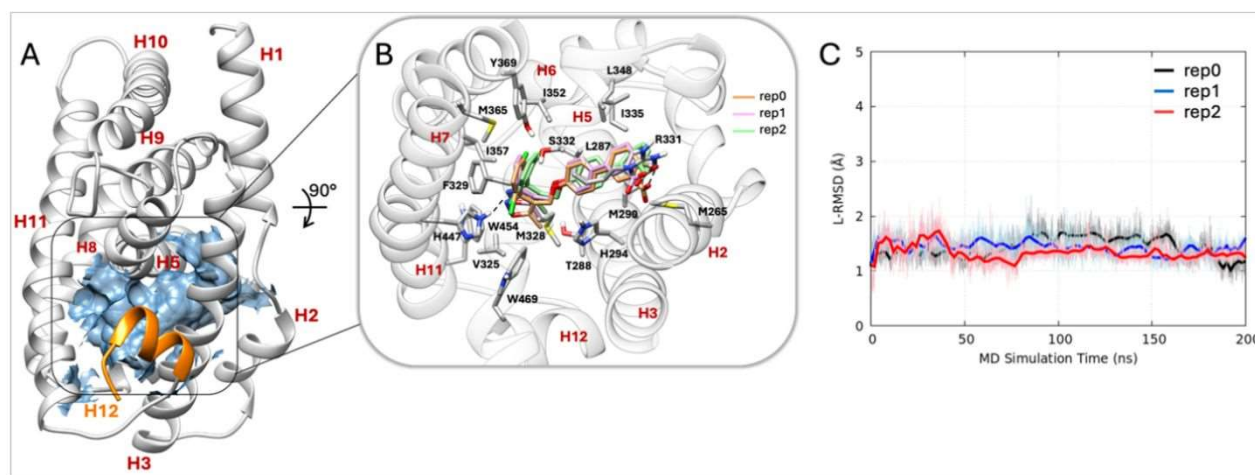 A
H10
H1
H9
H11
H8
H5
H2
H12
H3
90°
B
Y369
H6
L348
I352
I335
M365
H5
H7
S332
L287
R331
I357
F329
M290
M265
W454
H447
M328
H294
H2
H11
V325
T288
W469
H3
H12
rep0
rep1
rep2
C
rep0
rep1
rep2
L-RMSD (Å)
5
4
3
2
1
0
0
50
100
150
200
MD Simulation Time (ns)